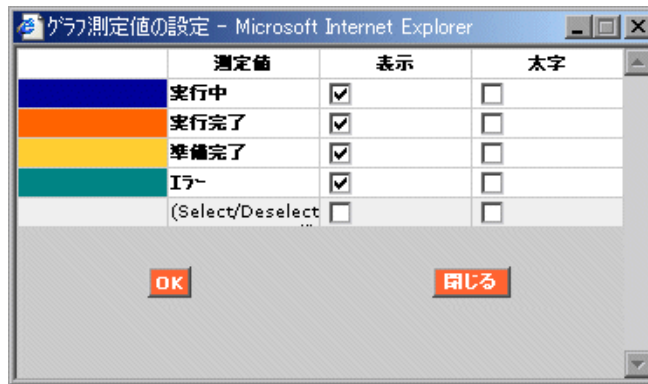 グラフ測定値の設定 - Microsoft Internet Explorer
測定値 表示 太字
実行中
実行完了
準備完了
エラー
(Select/Deselect
OK 閉じる